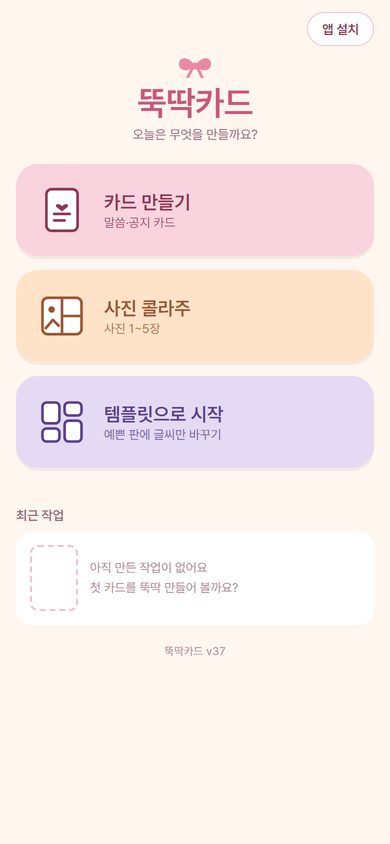 앱 설치
뚝딱카드
오늘은 무엇을 만들까요?
카드 만들기
말씀·공지 카드
사진 콜라주
사진 1~5장
템플릿으로 시작
예쁜 판에 글씨만 바꾸기
최근 작업
아직 만든 작업이 없어요
첫 카드를 뚝딱 만들어 볼까요?
뚝딱카드 v37